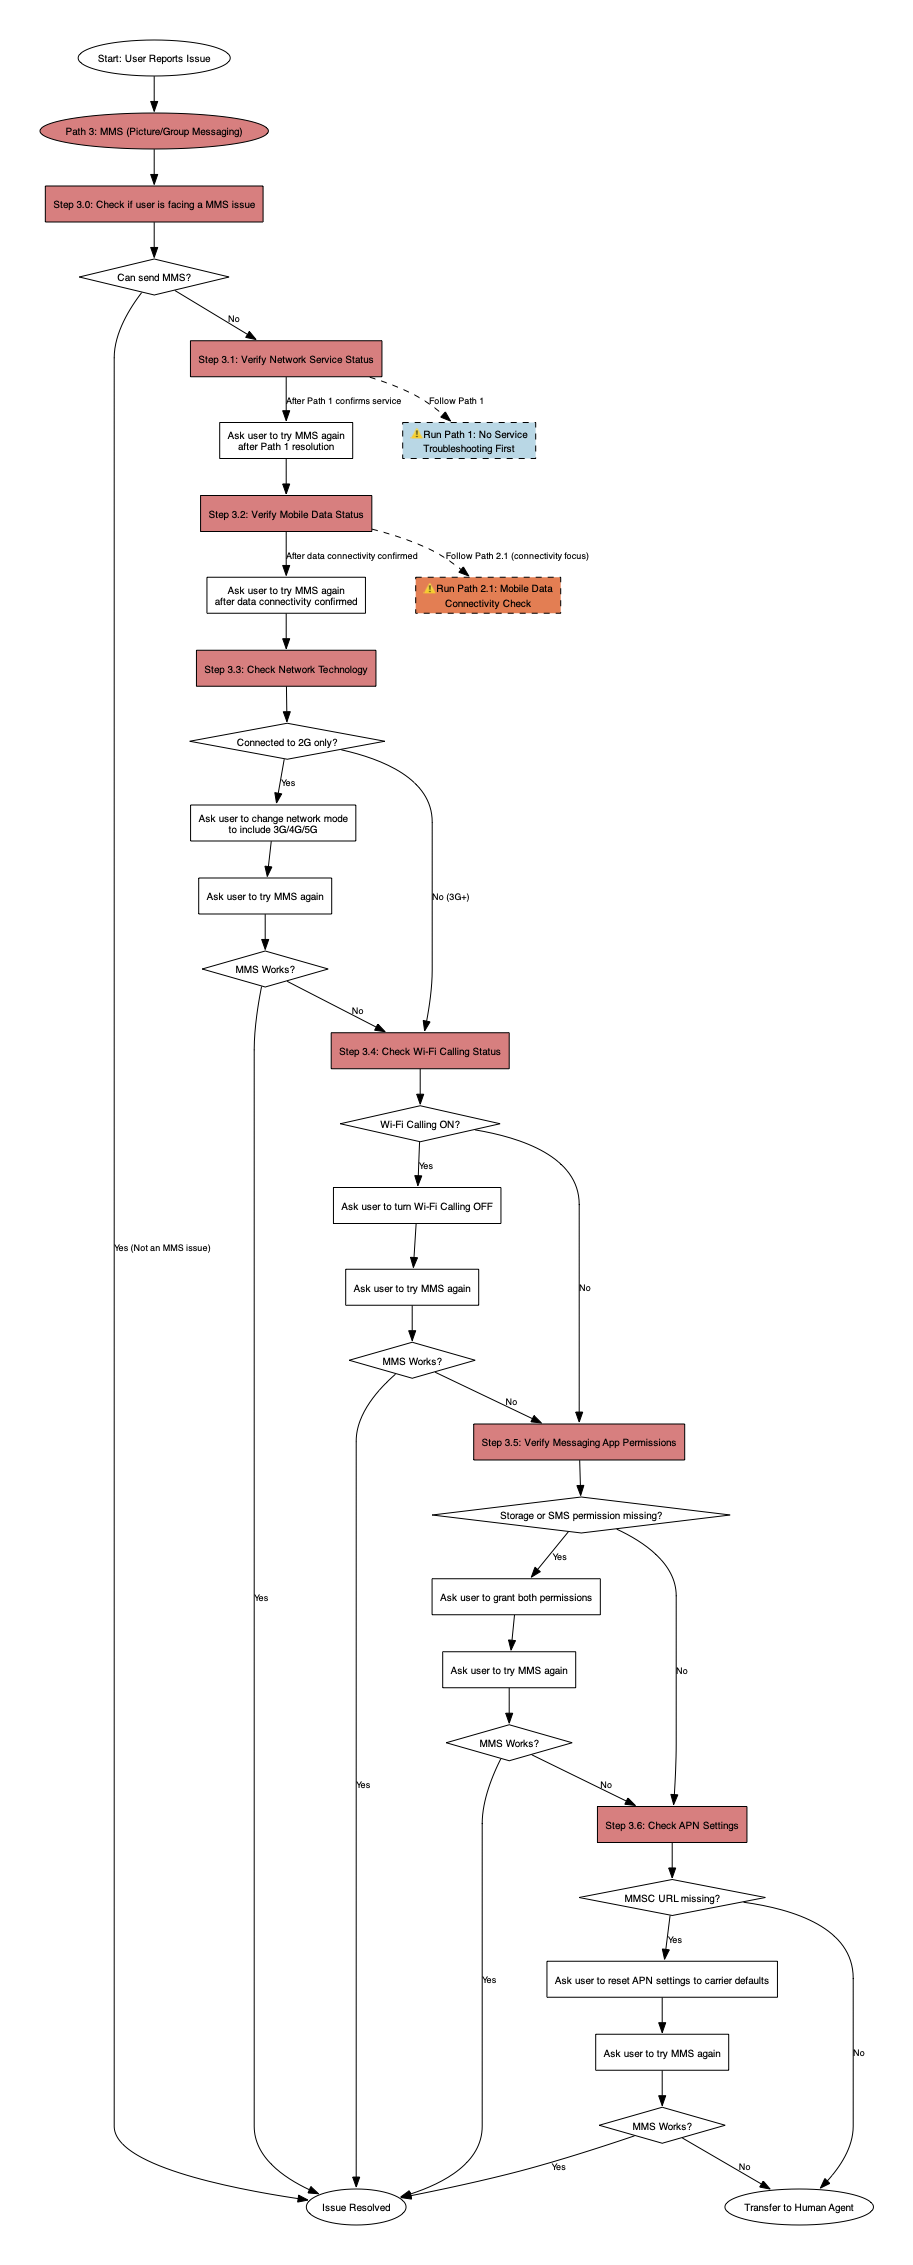 Start: User Reports Issue
Path 3: MMS (Picture/Group Messaging)
Step 3.0: Check if user is facing a MMS issue
Can send MMS?
No
Step 3.1: Verify Network Service Status
After Path 1 confirms service
Follow Path 1
Ask user to try MMS again
after Path 1 resolution
⚠️Run Path 1: No Service
Troubleshooting First
Step 3.2: Verify Mobile Data Status
After data connectivity confirmed
Follow Path 2.1 (connectivity focus)
Ask user to try MMS again
after data connectivity confirmed
⚠️Run Path 2.1: Mobile Data
Connectivity Check
Step 3.3: Check Network Technology
Connected to 2G only?
Yes
Ask user to change network mode
to include 3G/4G/5G
Ask user to try MMS again
No (3G+)
MMS Works?
No
Step 3.4: Check Wi-Fi Calling Status
Wi-Fi Calling ON?
Yes
Ask user to turn Wi-Fi Calling OFF
Yes (Not an MMS issue)
Ask user to try MMS again
No
MMS Works?
No
Step 3.5: Verify Messaging App Permissions
Storage or SMS permission missing?
Yes
Ask user to grant both permissions
Yes
Ask user to try MMS again
No
MMS Works?
Yes
No
Step 3.6: Check APN Settings
MMSC URL missing?
Yes
Ask user to reset APN settings to carrier defaults
Yes
Ask user to try MMS again
No
MMS Works?
Yes
No
Issue Resolved
Transfer to Human Agent